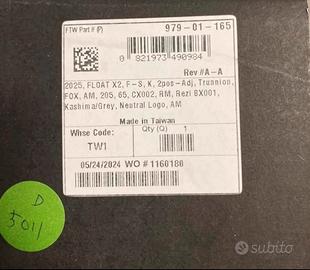 FTW Part # (P)
979-01-165
0 821973 490984
Rev #A-A
2025, FLOAT X2, F-S, K, 2pos-Adj, Trunnion,
FOX, AM, 205, 65, CX002, RM, Rezi BX001,
Kashima/Grey, Neutral Logo, AM
Made in Taiwan
Whse Code:
TW1
Qty (Q)
1
05/24/2024 WO # 1160180
D
5011
subito